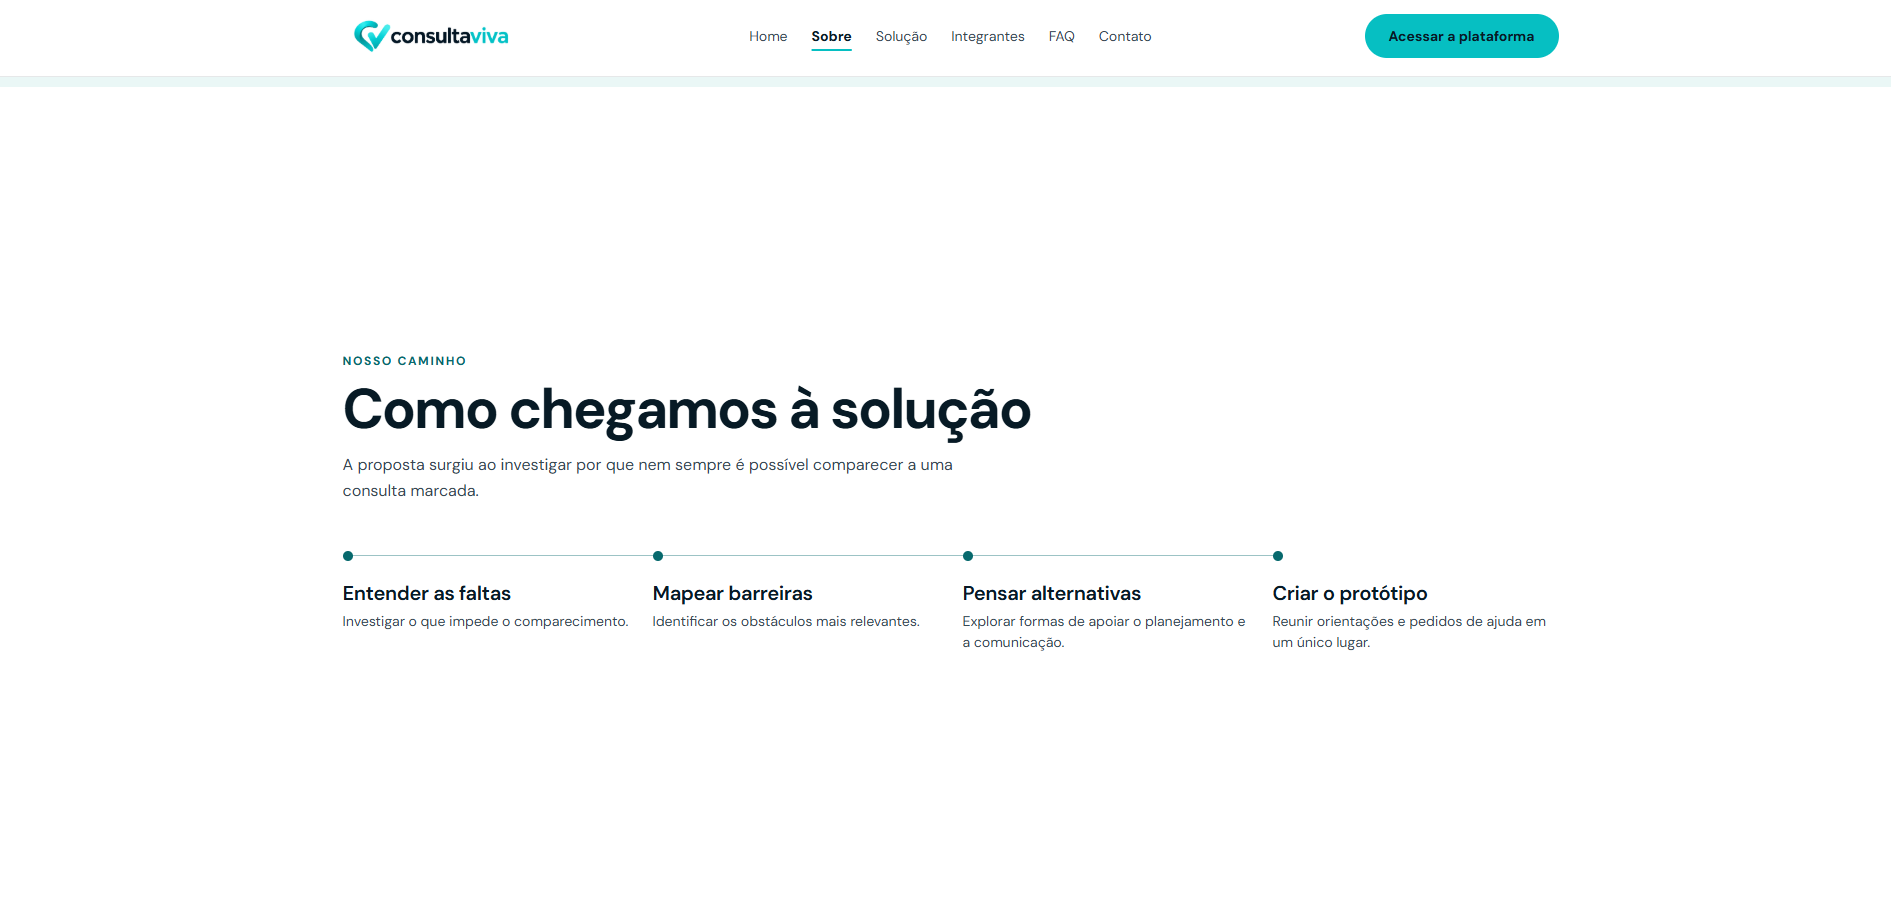 consultaviva
Home
Sobre
Solução
Integrantes
FAQ
Contato
Acessar a plataforma
NOSSO CAMINHO
Como chegamos à solução
A proposta surgiu ao investigar por que nem sempre é possível comparecer a uma
consulta marcada.
Entender as faltas
Investigar o que impede o comparecimento.
Mapear barreiras
Identificar os obstáculos mais relevantes.
Pensar alternativas
Explorar formas de apoiar o planejamento e
a comunicação.
Criar o protótipo
Reunir orientações e pedidos de ajuda em
um único lugar.